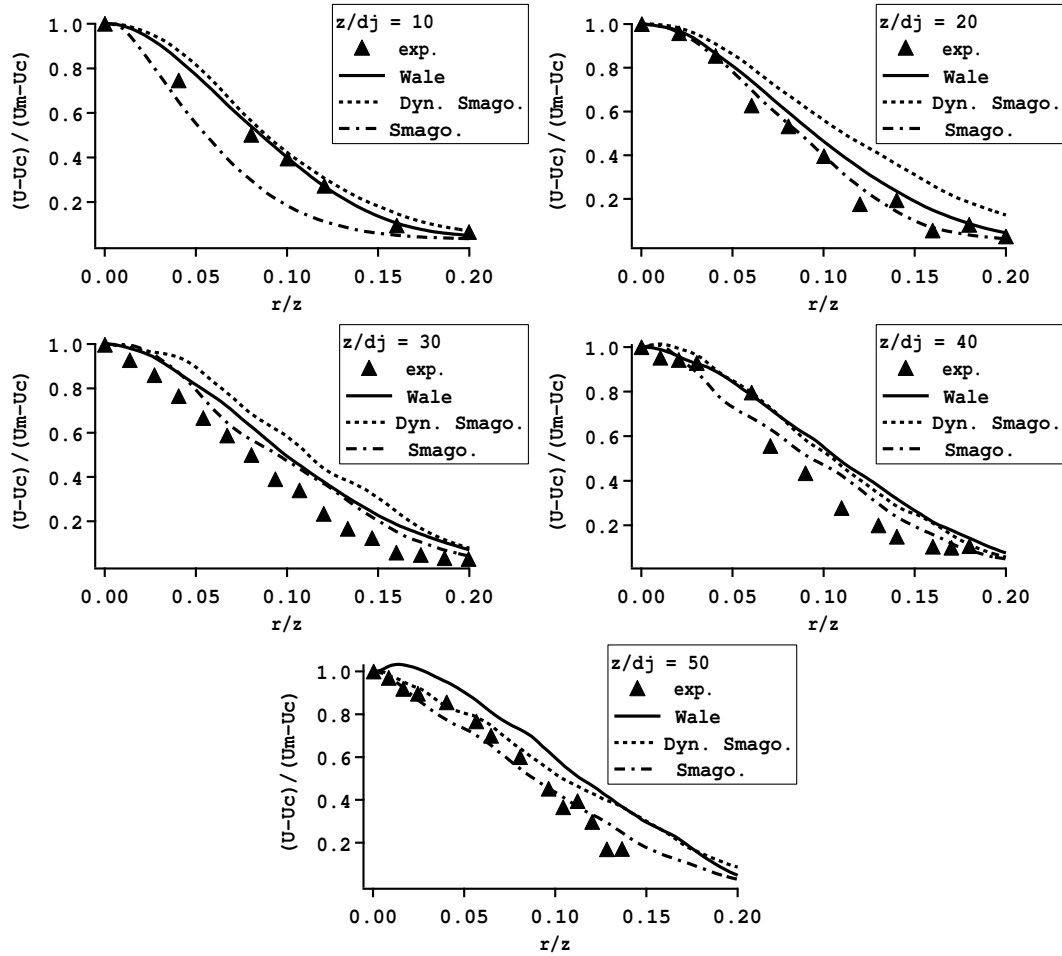 z/dj = 10
exp.
Wale
Dyn. Smago.
Smago.
(U-Uc)/(Um-Uc)
1.0
0.8
0.6
0.4
0.2
0.00 0.05 0.10 0.15 0.20
r/z
z/dj = 20
exp.
Wale
Dyn. Smago.
Smago.
(U-Uc)/(Um-Uc)
1.0
0.8
0.6
0.4
0.2
0.00 0.05 0.10 0.15 0.20
r/z
z/dj = 30
exp.
Wale
Dyn. Smago.
Smago.
(U-Uc)/(Um-Uc)
1.0
0.8
0.6
0.4
0.2
0.00 0.05 0.10 0.15 0.20
r/z
z/dj = 40
exp.
Wale
Dyn. Smago.
Smago.
(U-Uc)/(Um-Uc)
1.0
0.8
0.6
0.4
0.2
0.00 0.05 0.10 0.15 0.20
r/z
z/dj = 50
exp.
Wale
Dyn. Smago.
Smago.
(U-Uc)/(Um-Uc)
1.0
0.8
0.6
0.4
0.2
0.00 0.05 0.10 0.15 0.20
r/z